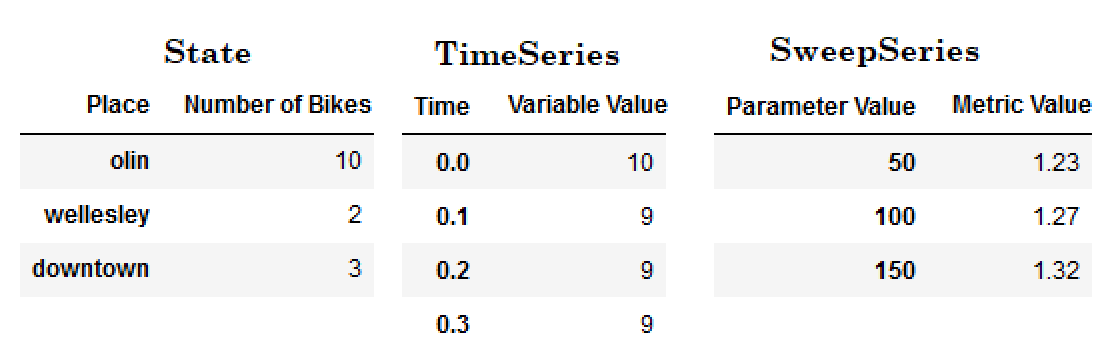 State
Place Number of Bikes
olin 10
wellesley 2
downtown 3
TimeSeries
Time Variable Value
0.0 10
0.1 9
0.2 9
0.3 9
SweepSeries
Parameter Value Metric Value
50 1.23
100 1.27
150 1.32